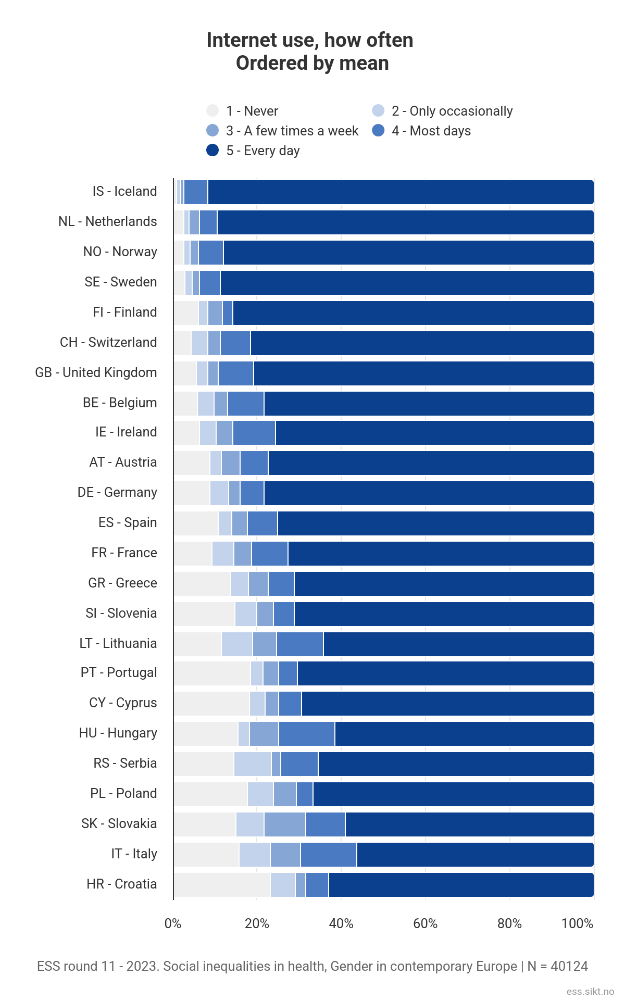 Internet use, how often
Ordered by mean
1 - Never
2 - Only occasionally
3 - A few times a week
4 - Most days
5 - Every day
IS - Iceland
NL - Netherlands
NO - Norway
SE - Sweden
FI - Finland
CH - Switzerland
GB - United Kingdom
BE - Belgium
IE - Ireland
AT - Austria
DE - Germany
ES - Spain
FR - France
GR - Greece
SI - Slovenia
LT - Lithuania
PT - Portugal
CY - Cyprus
HU - Hungary
RS - Serbia
PL - Poland
SK - Slovakia
IT - Italy
HR - Croatia
0% 20% 40% 60% 80% 100%
ESS round 11 - 2023. Social inequalities in health, Gender in contemporary Europe | N = 40124
ess.sikt.no